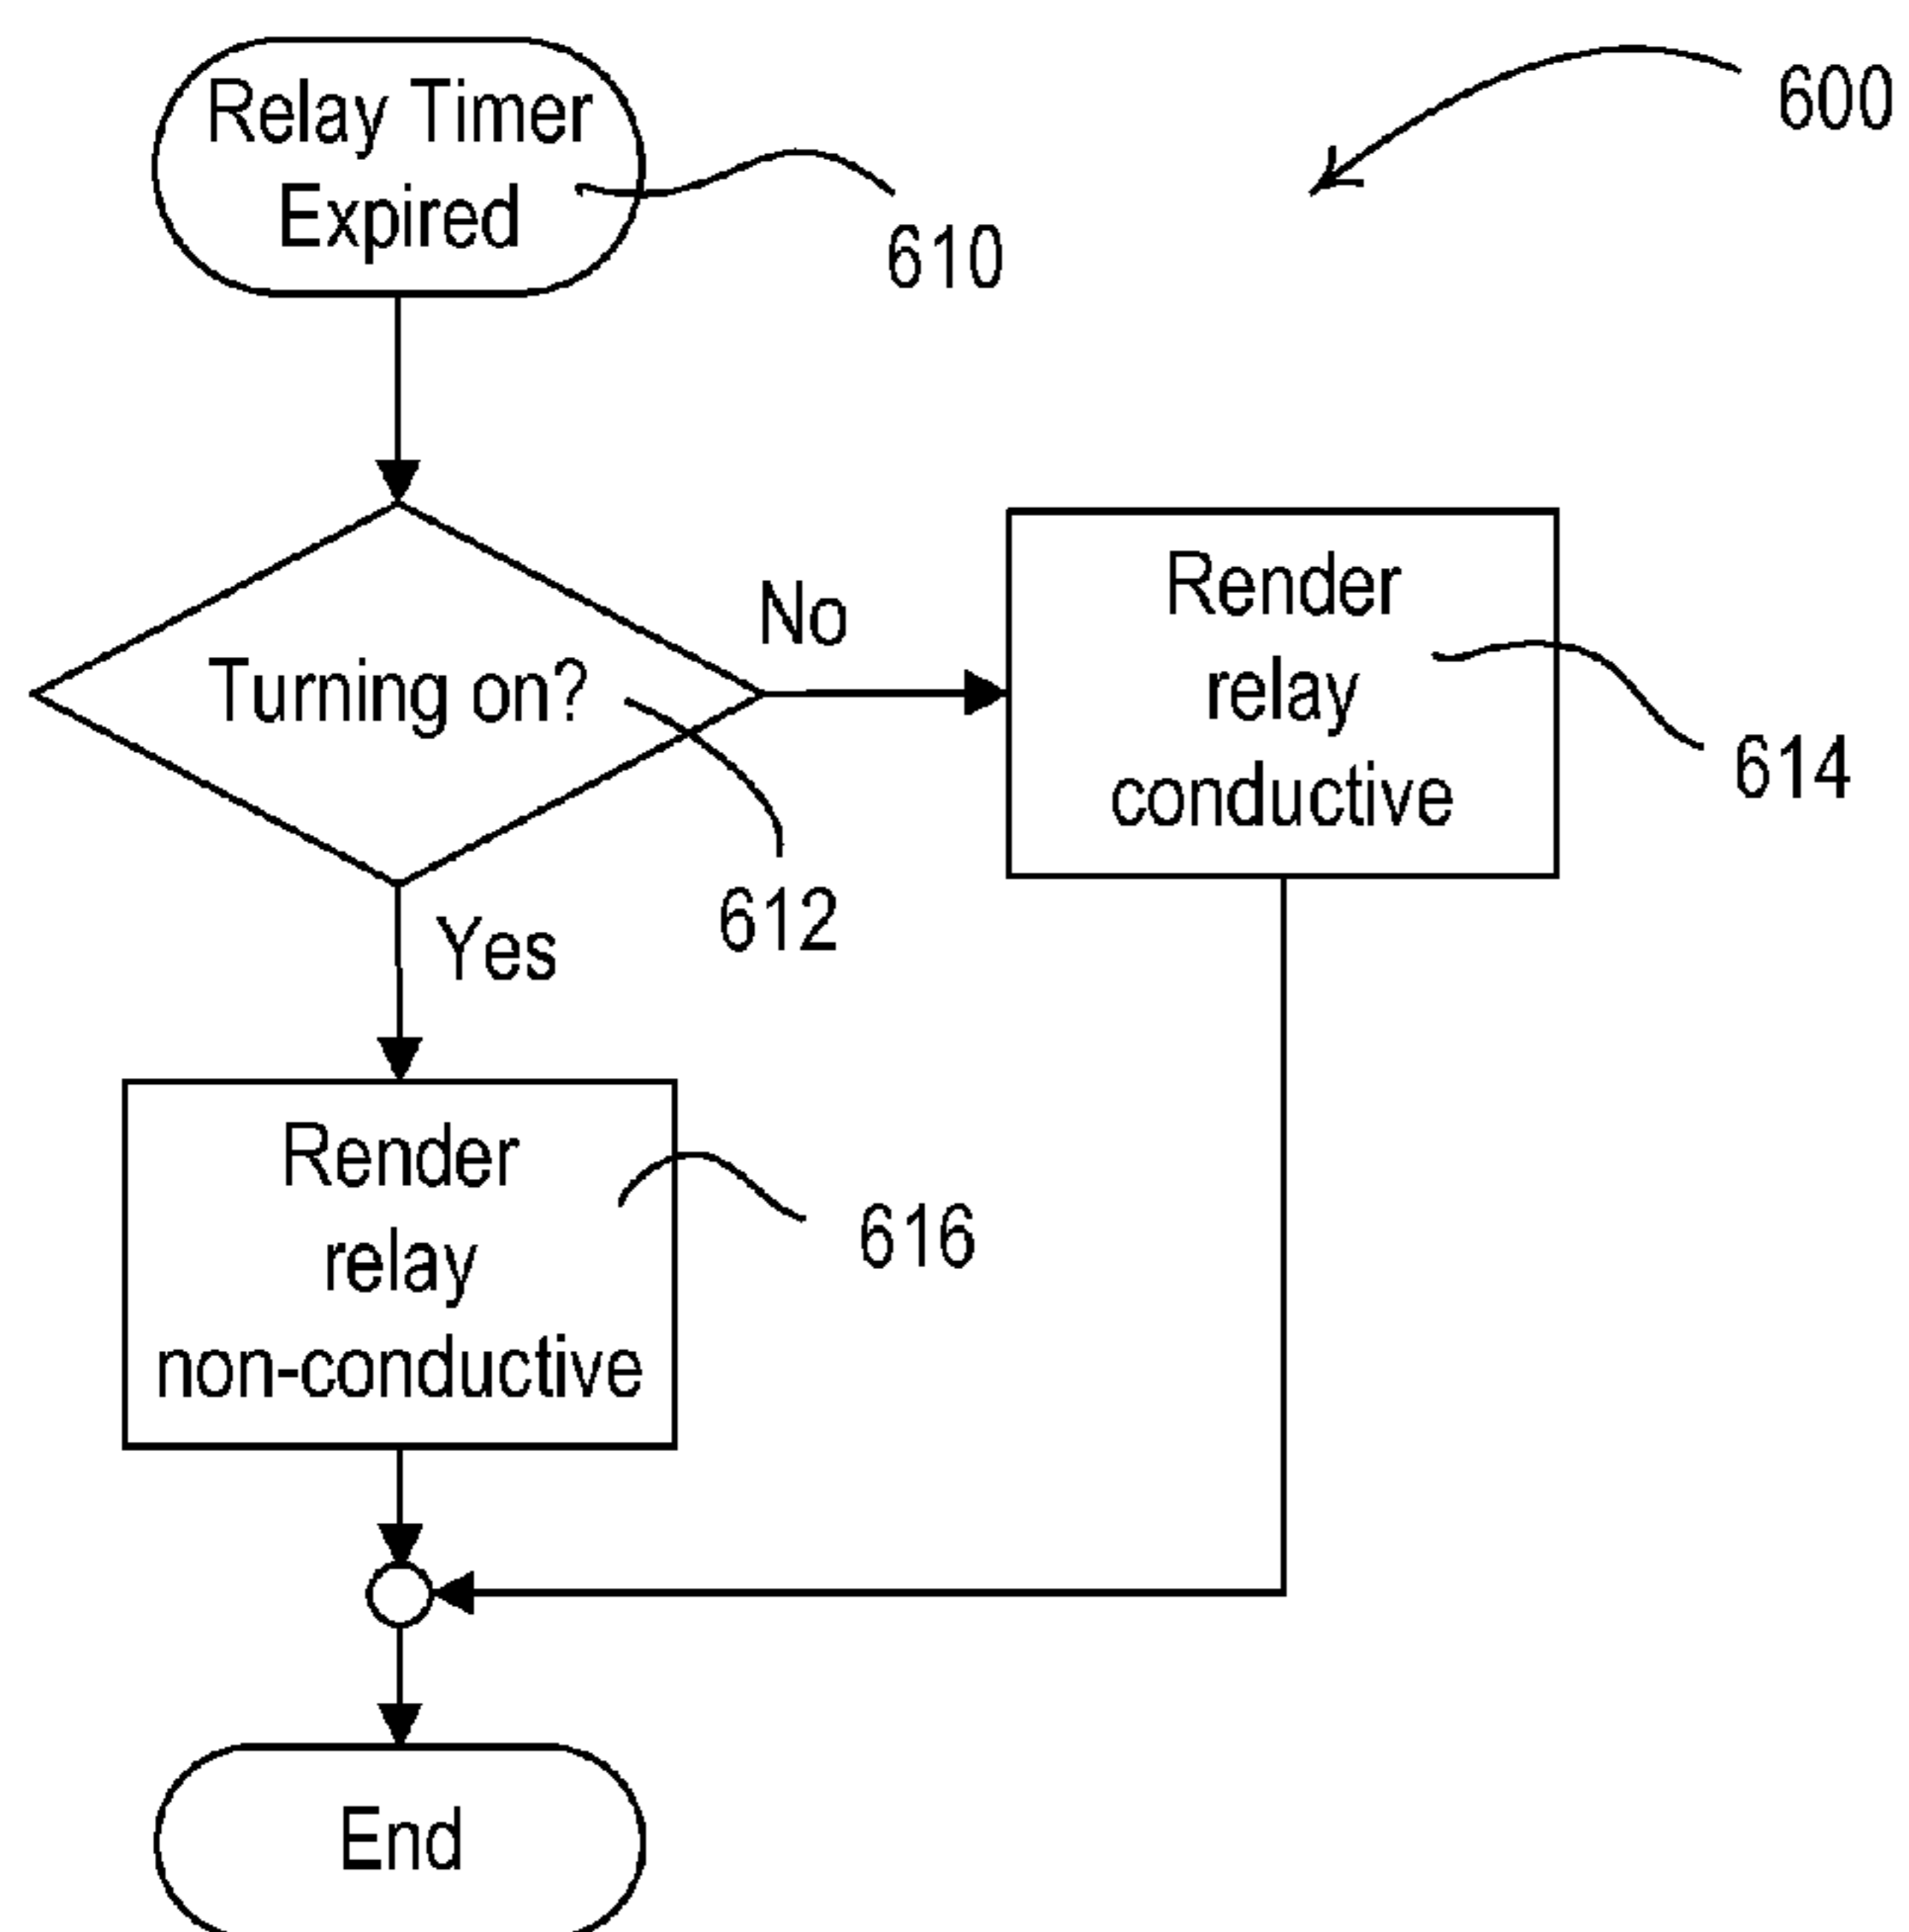 Relay Timer
Expired
600
610
Turning on?
No
Render
relay
conductive
614
612
Yes
Render
relay
non-conductive
616
End